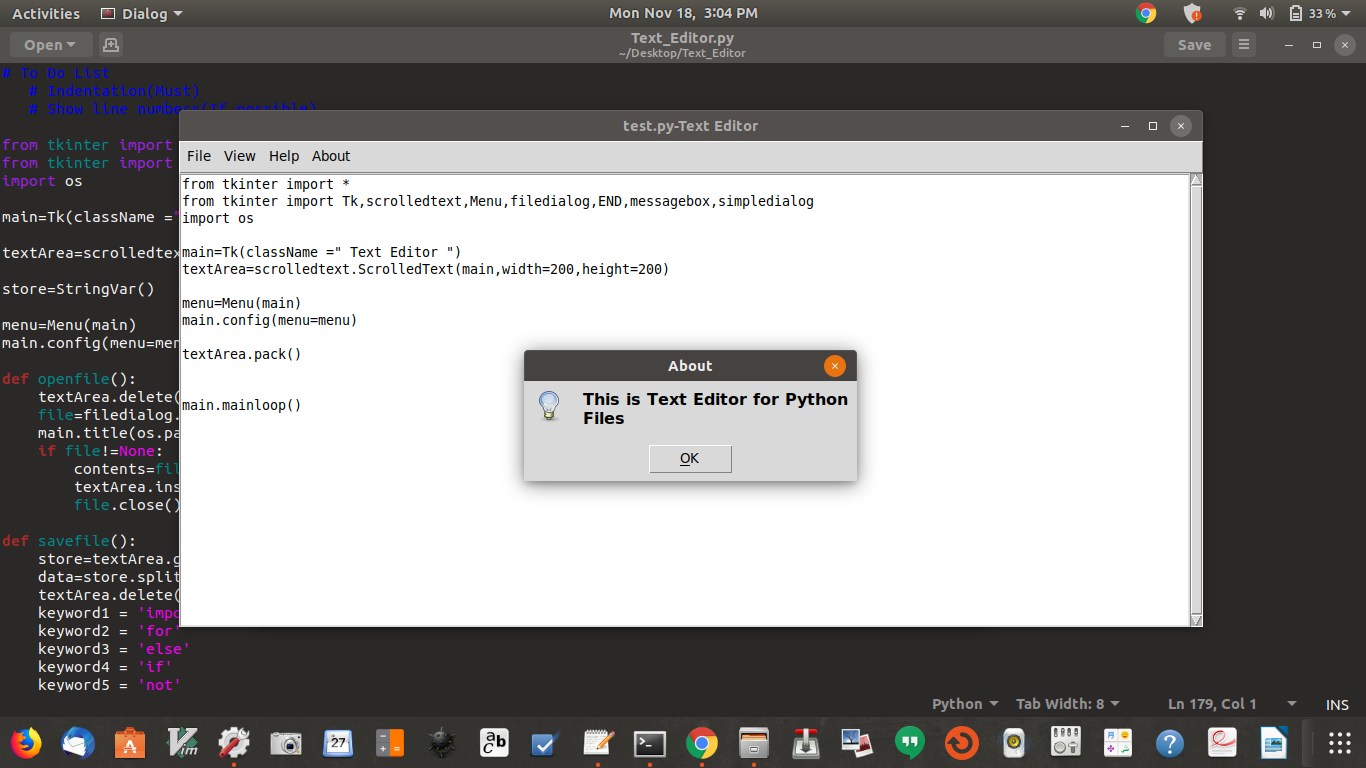 Activities Dialog Mon Nov 18, 3:04 PM 33 %
Open Text_Editor.py Save
~/Desktop/Text_Editor
# To Do List
# Indentation(Must)
# Show line numbers(If possible)
from tkinter import
from tkinter import
import os
main=Tk(className ="
textArea=scrolledtex
store=StringVar()
menu=Menu(main)
main.config(menu=men
def openfile():
textArea.delete(
file=filedialog.
main.title(os.pa
if file!=None:
contents=fil
textArea.ins
file.close()
def savefile():
store=textArea.g
data=store.split
textArea.delete(
keyword1 = 'impo
keyword2 = 'for'
keyword3 = 'else'
keyword4 = 'if'
keyword5 = 'not'
test.py-Text Editor
File View Help About
from tkinter import *
from tkinter import Tk,scrolledtext,Menu,filedialog,END,messagebox,simpledialog
import os
main=Tk(className =" Text Editor ")
textArea=scrolledtext.ScrolledText(main,width=200,height=200)
menu=Menu(main)
main.config(menu=menu)
textArea.pack()
main.mainloop()
About
This is Text Editor for Python
Files
OK
Python Tab Width: 8 Ln 179, Col 1 INS
27
ab
c